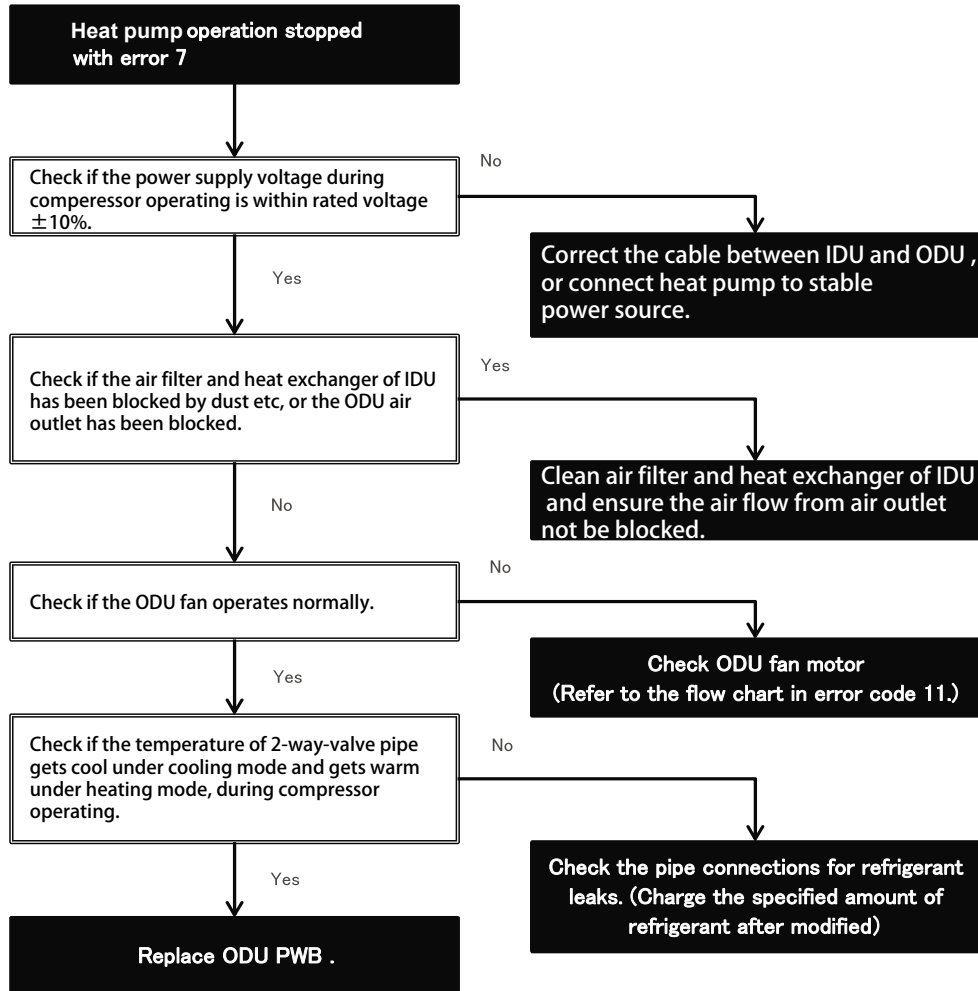 Heat pump operation stopped
with error 7
No
Check if the power supply voltage during
comperessor operating is within rated voltage
±10%.
Correct the cable between IDU and ODU ,
or connect heat pump to stable
power source.
Yes
Yes
Check if the air filter and heat exchanger of IDU
has been blocked by dust etc, or the ODU air
outlet has been blocked.
Clean air filter and heat exchanger of IDU
and ensure the air flow from air outlet
not be blocked.
No
No
Check if the ODU fan operates normally.
Check ODU fan motor
(Refer to the flow chart in error code 11.)
Yes
No
Check if the temperature of 2-way-valve pipe
gets cool under cooling mode and gets warm
under heating mode, during compressor
operating.
Check the pipe connections for refrigerant
leaks. (Charge the specified amount of
refrigerant after modified)
Yes
Replace ODU PWB .